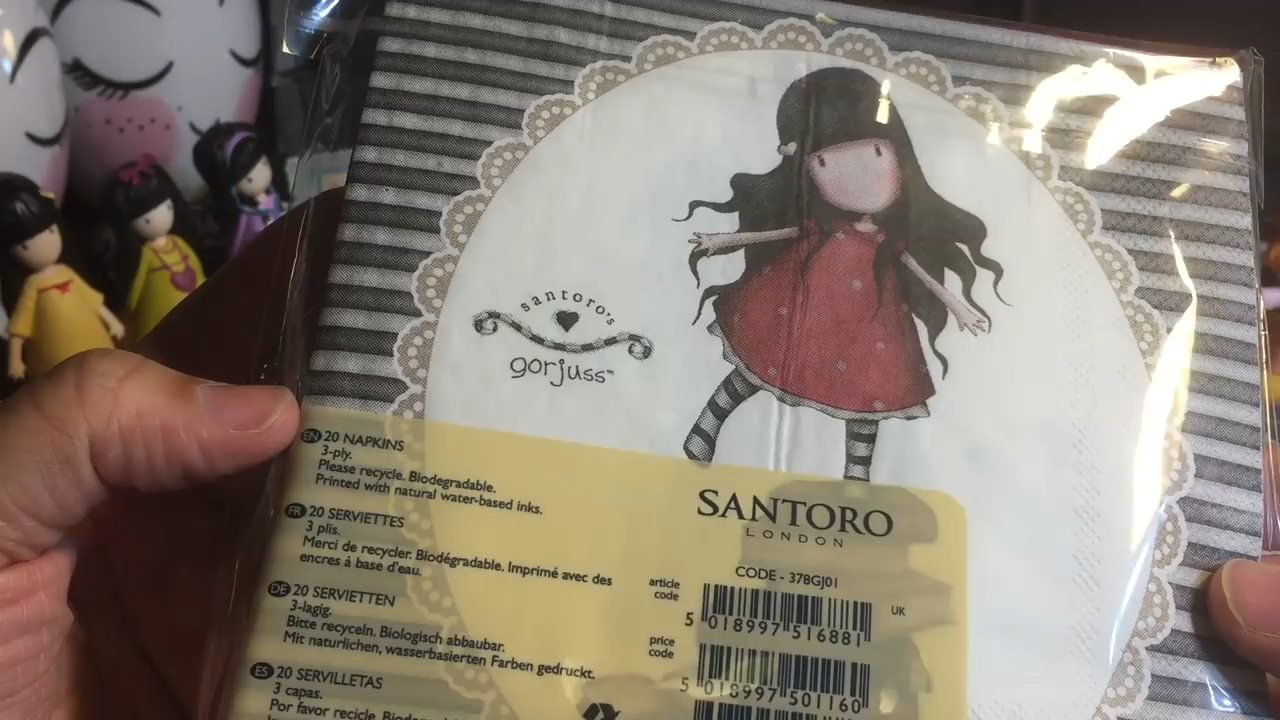 santoro's
gorjuss™
EN 20 NAPKINS
3-ply.
Please recycle. Biodegradable.
Printed with natural water-based inks.
FR 20 SERVIETTES
3 plis.
Merci de recycler. Biodégradable. Imprimé avec des
encres à base d'eau.
DE 20 SERVIETTEN
3-lagig.
Bitte recyceln. Biologisch abbaubar.
Mit naturlichen, wasserbasierten Farben gedruckt.
ES 20 SERVILLETAS
3 capas.
Por favor recicle.
SANTORO
LONDON
CODE - 378GJ01
article
code
UK
5 018997 516881
price
code
5 018997 501160